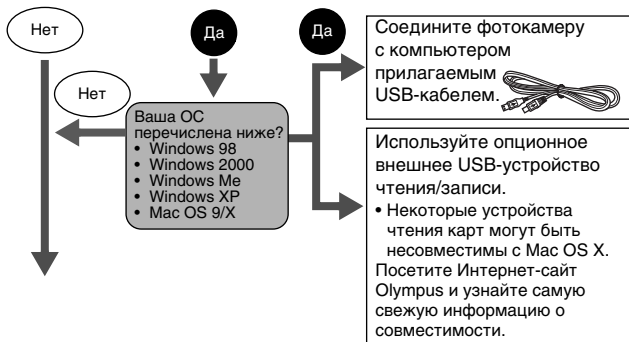 Нет
Да
Да
Соедините фотокамеру
с компьютером
прилагаемым
USB-кабелем.
Нет
Ваша ОС
перечислена ниже?
• Windows 98
• Windows 2000
• Windows Me
• Windows XP
• Mac OS 9/X
Используйте опционное
внешнее USB-устройство
чтения/записи.
• Некоторые устройства
чтения карт могут быть
несовместимы с Mac OS X.
Посетите Интернет-сайт
Olympus и узнайте самую
свежую информацию о
совместимости.